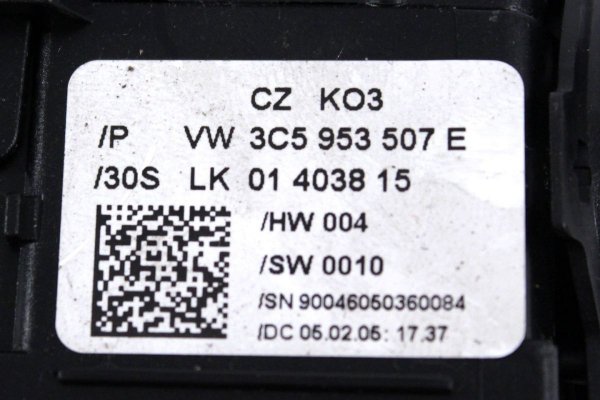 CZ KO3
/P VW 3C5 953 507 E
/30S LK 01 4038 15
/HW 004
/SW 0010
/SN 90046050360084
/DC 05.02.05: 17.37